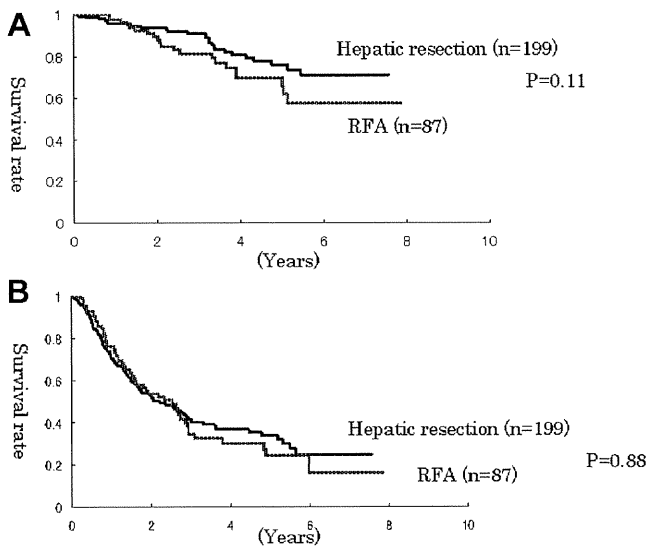 A
Survival rate
1
0.8
0.6
0.4
02
0
0
2
4
6
8
10
(Years)
Hepatic resection (n=199)
RFA (n=87)
P=0.11
B
Survival rate
1
0.8
0.6
0.4
0.2
0
0
2
4
6
8
10
(Years)
Hepatic resection (n=199)
RFA (n=87)
P=0.88